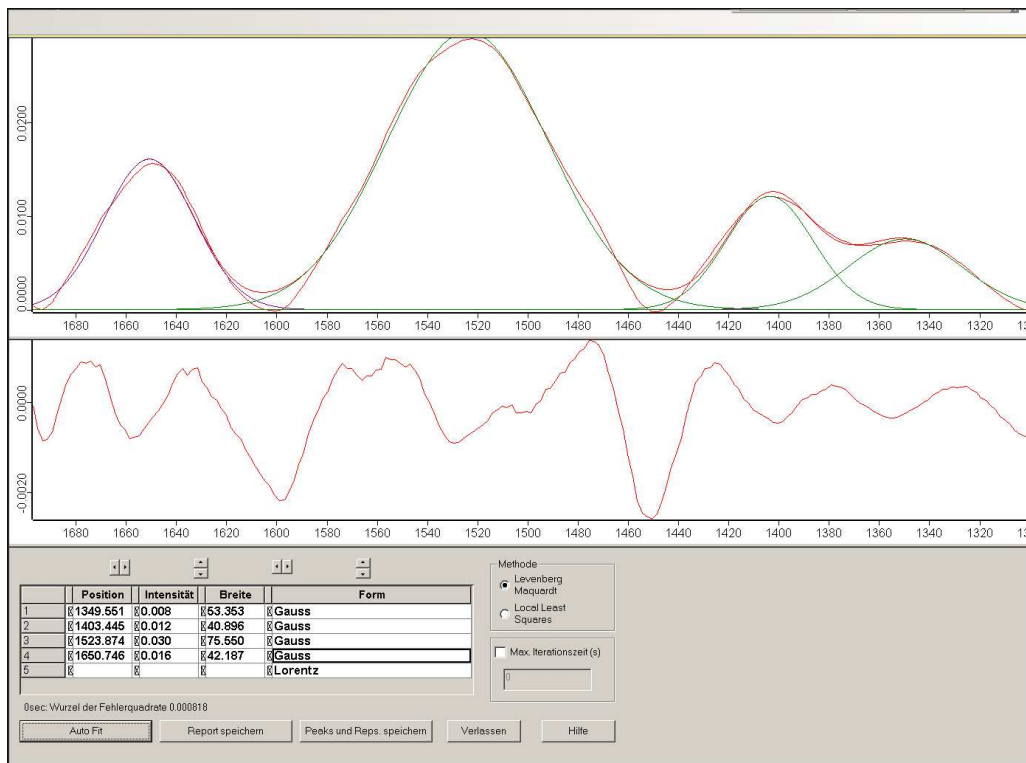 0.0200
0.0100
0.0000
1680 1660 1640 1620 1600 1580 1560 1540 1520 1500 1480 1460 1440 1420 1400 1380 1360 1340
0.0000
-0.0020
1680 1660 1640 1620 1600 1580 1560 1540 1520 1500 1480 1460 1440 1420 1400 1380 1360 1340
Position Intensität Breite Form
1 1349.551 0.008 53.353 Gauss
2 1403.445 0.012 40.896 Gauss
3 1523.874 0.030 75.550 Gauss
4 1650.746 0.016 42.187 Gauss
5 Lorentz
Methode
Levenberg
Maquardt
Local Least
Squares
Max. Iterationszeit (s)
0
0sec: Wurzel der Fehlerquadrate 0.000818
Auto Fit Report speichern Peaks und Reps. speichern Verlassen Hilfe